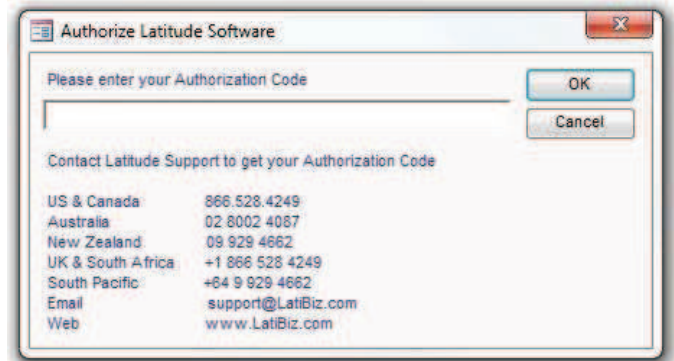 Authorize Latitude Software
Please enter your Authorization Code
OK
Cancel
Contact Latitude Support to get your Authorization Code
US & Canada 866.528.4249
Australia 02 8002 4087
New Zealand 09 929 4662
UK & South Africa +1 866 528 4249
South Pacific +64 9 929 4662
Email support@LatiBiz.com
Web www.LatiBiz.com